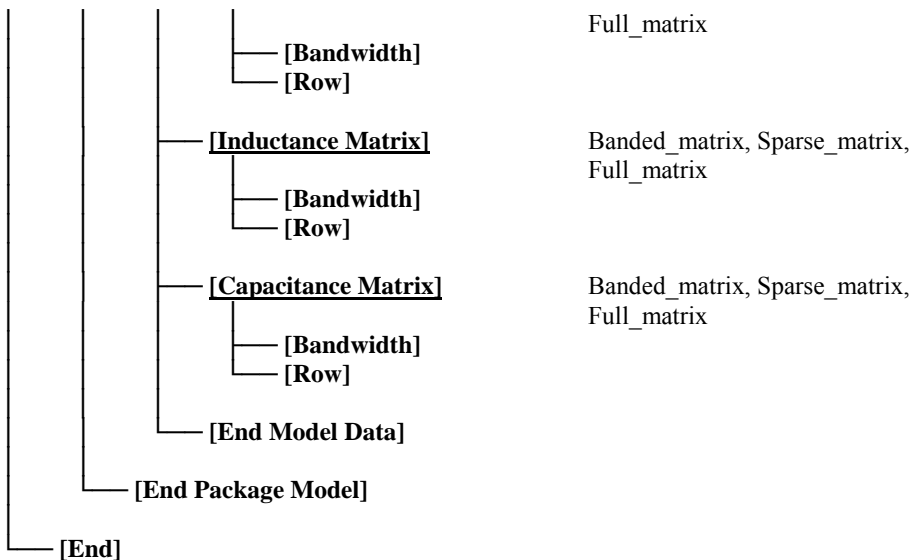 Full_matrix
[Bandwidth]
[Row]
[Inductance Matrix] Banded_matrix, Sparse_matrix,
Full_matrix
[Bandwidth]
[Row]
[Capacitance Matrix] Banded_matrix, Sparse_matrix,
Full_matrix
[Bandwidth]
[Row]
[End Model Data]
[End Package Model]
[End]